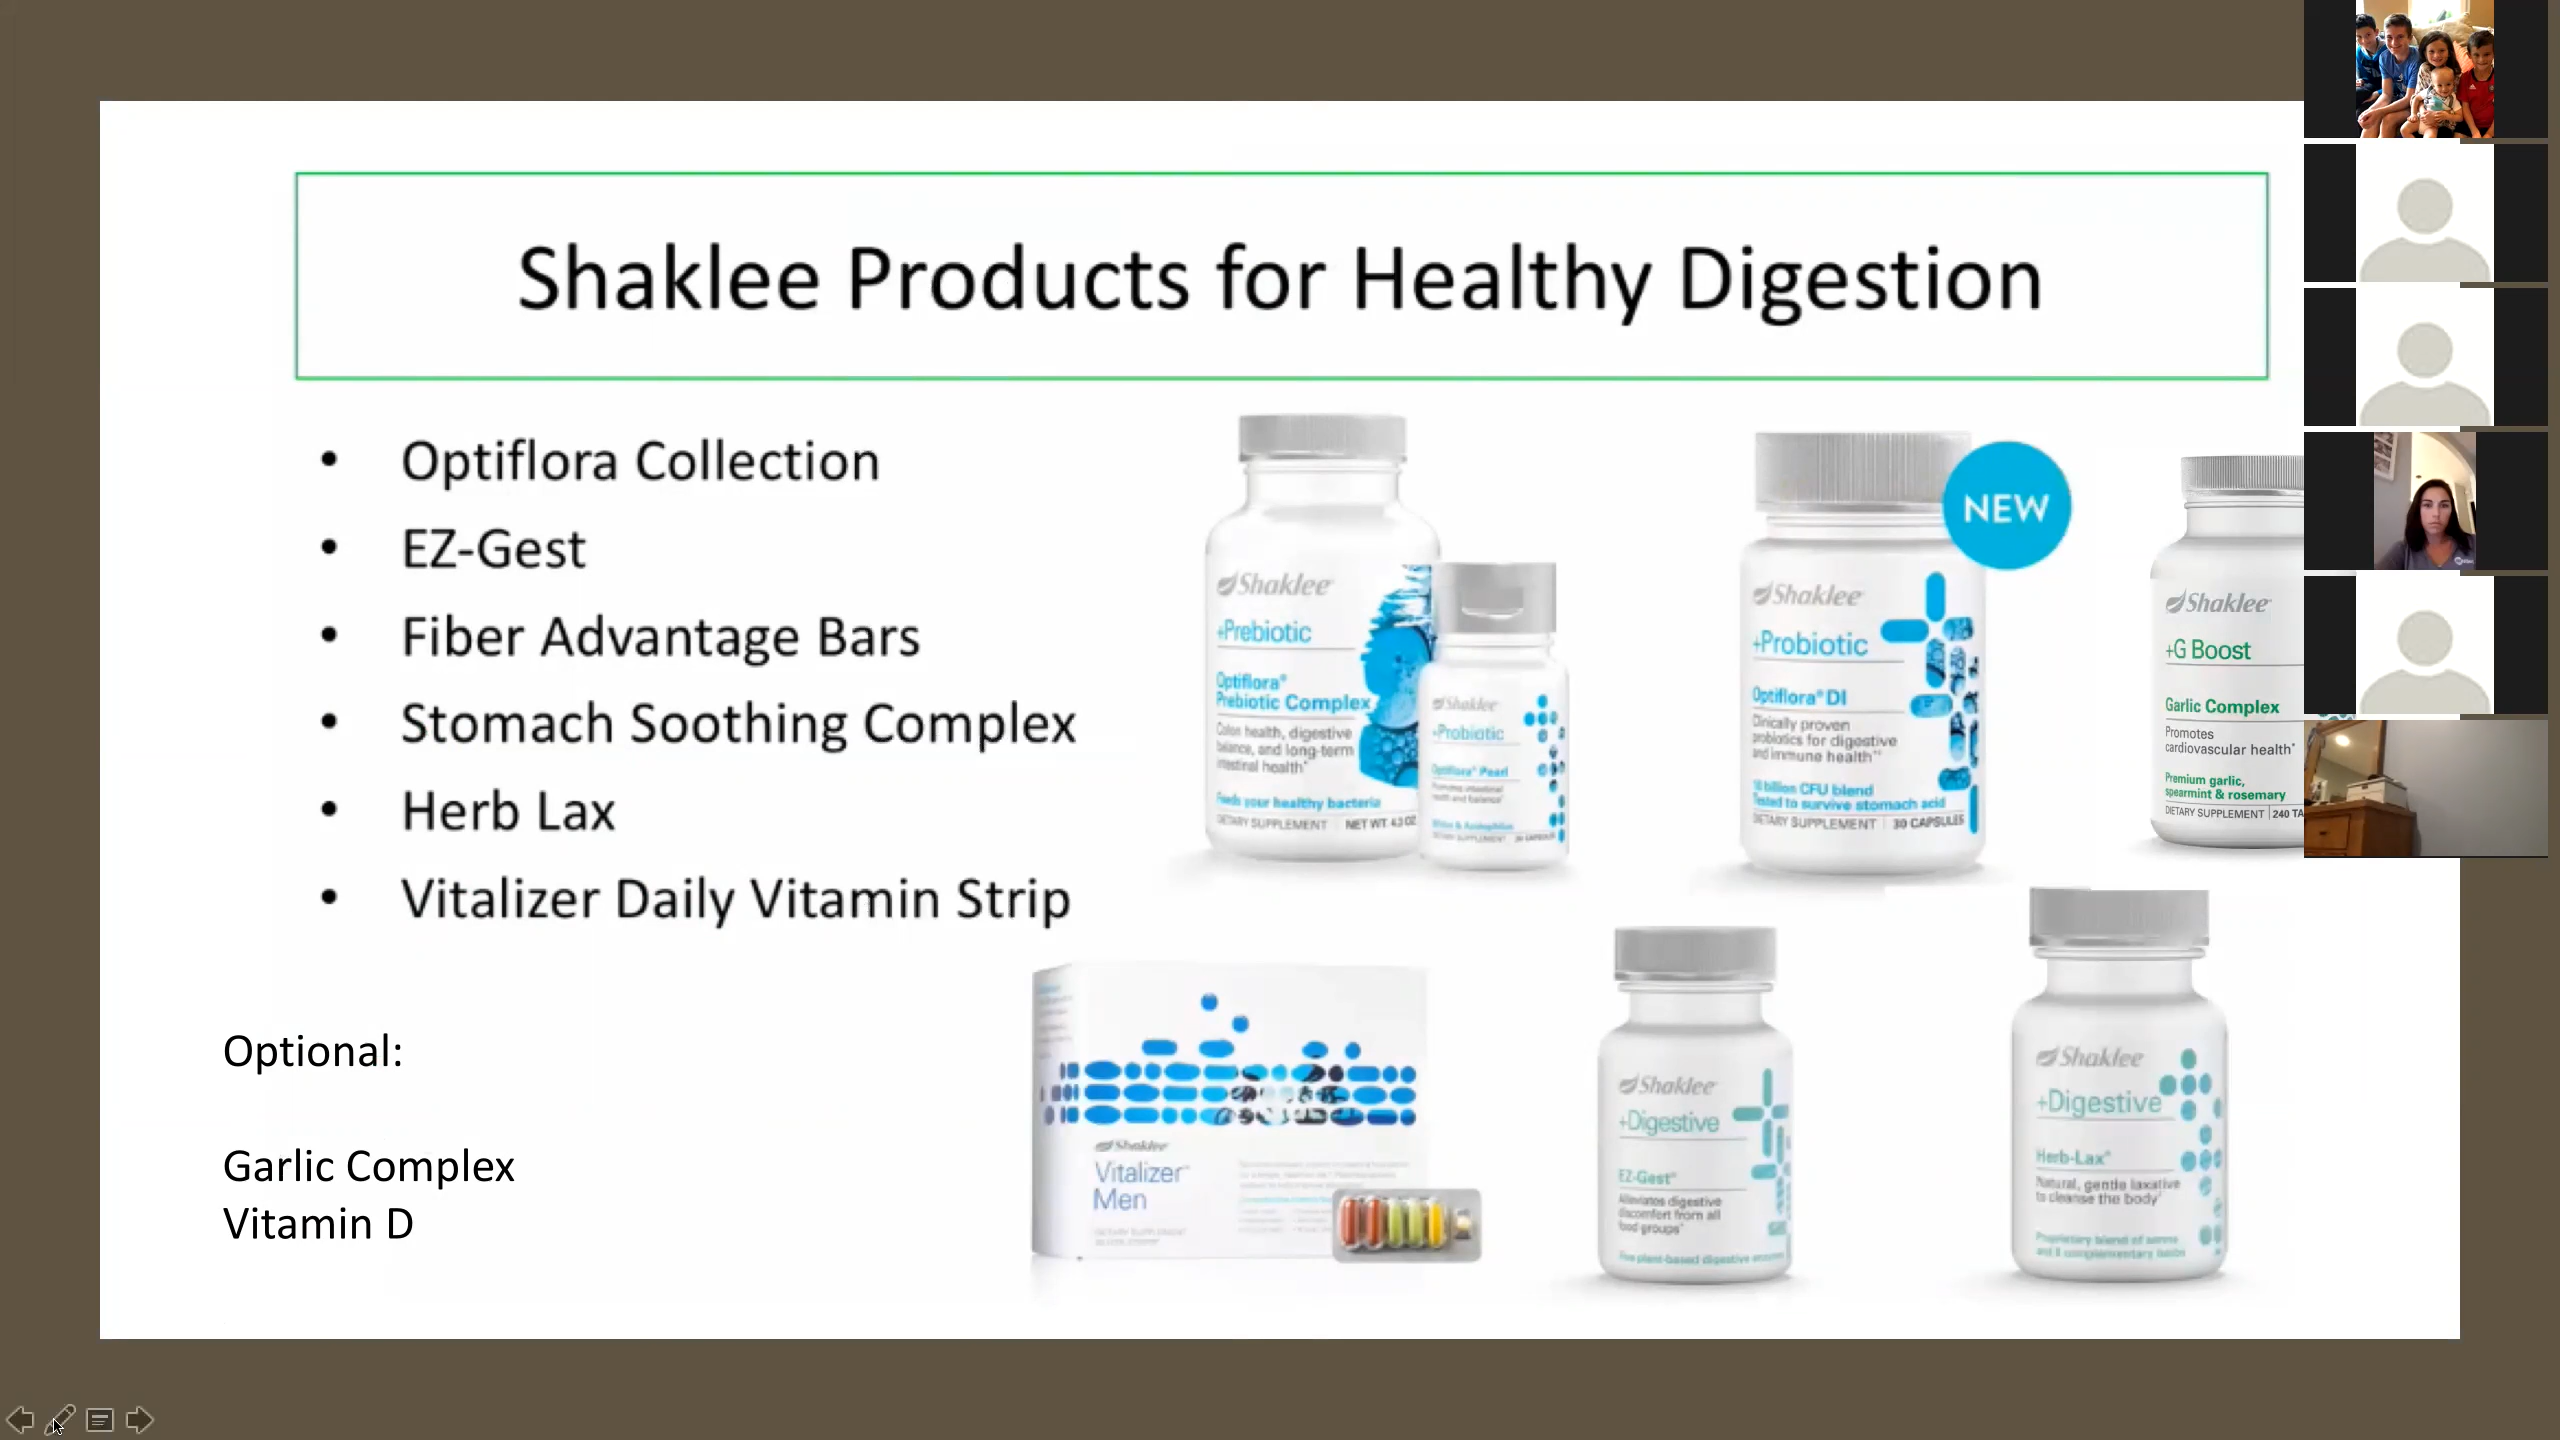 Shaklee Products for Healthy Digestion
• Optiflora Collection
• EZ-Gest
• Fiber Advantage Bars
• Stomach Soothing Complex
• Herb Lax
• Vitalizer Daily Vitamin Strip
Optional:
Garlic Complex
Vitamin D
Shaklee
+Prebiotic
Optiflora®
Prebiotic Complex
Colon health, digestive
balance, and long-term
intestinal health*
Feeds your healthy bacteria
DIETARY SUPPLEMENT NET WT. 4.3 OZ
Shaklee
+Probiotic
Optiflora® Pearl
NEW
Shaklee
+Probiotic
Optiflora® DI
Clinically proven
probiotics for digestive
and immune health*
10 billion CFU blend
Tested to survive stomach acid
DIETARY SUPPLEMENT 30 CAPSULES
Shaklee
+G Boost
Garlic Complex
Promotes
cardiovascular health*
Premium garlic,
spearmint & rosemary
DIETARY SUPPLEMENT 240 TA
Shaklee
Vitalizer™
Men
Shaklee
+Digestive
EZ-Gest®
Alleviates digestive
discomfort from all
food groups*
Five plant-based digestive enzymes
Shaklee
+Digestive
Herb-Lax®
Natural, gentle laxative
to cleanse the body*
Proprietary blend of senna
and 8 complementary herbs